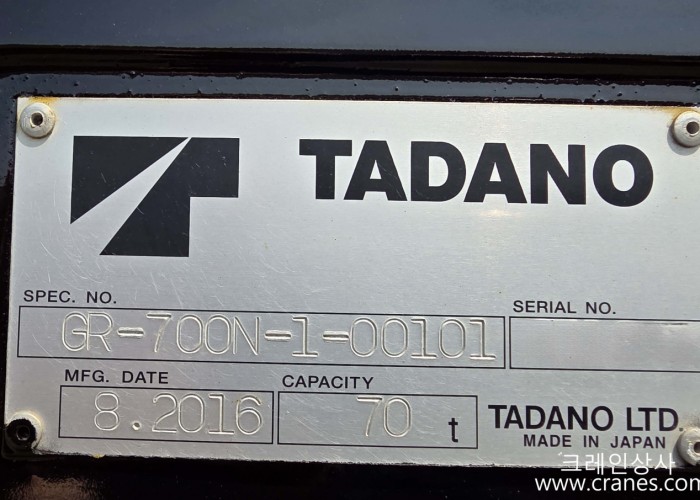 TADANO
SPEC. NO.
GR-700N-1-00101
SERIAL NO.
MFG. DATE
8.2016
CAPACITY
70 t
TADANO LTD.
MADE IN JAPAN
크레인상사
www.cranes.com